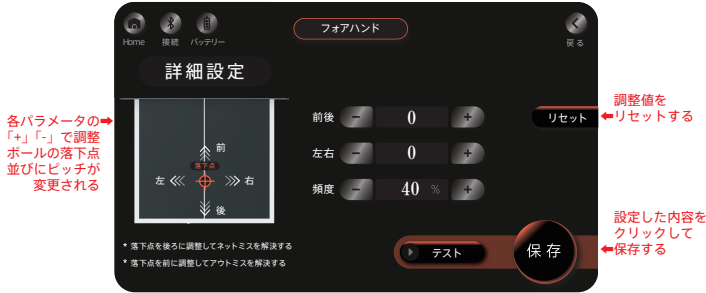 Home
接続
バッテリー
フォアハンド
戻る
詳細設定
各パラメータの
「+」「-」で調整
ボールの落下点
並びにピッチが
変更される
前
落下点
左
右
後
前後 - 0 +
左右 - 0 +
頻度 - 40 % +
リセット
調整値を
リセットする
* 落下点を後ろに調整してネットミスを解決する
* 落下点を前に調整してアウトミスを解決する
テスト
保存
設定した内容を
クリックして
保存する